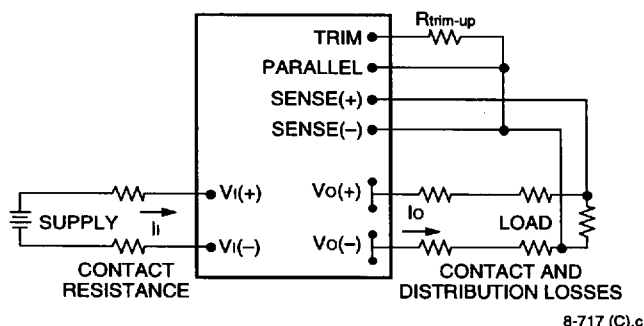 TRIM
Rtrim-up
PARALLEL
SENSE(+)
SENSE(–)
VI(+)
VO(+)
SUPPLY
II
IO
LOAD
VI(–)
VO(–)
CONTACT
RESISTANCE
CONTACT AND
DISTRIBUTION LOSSES
8-717 (C).c